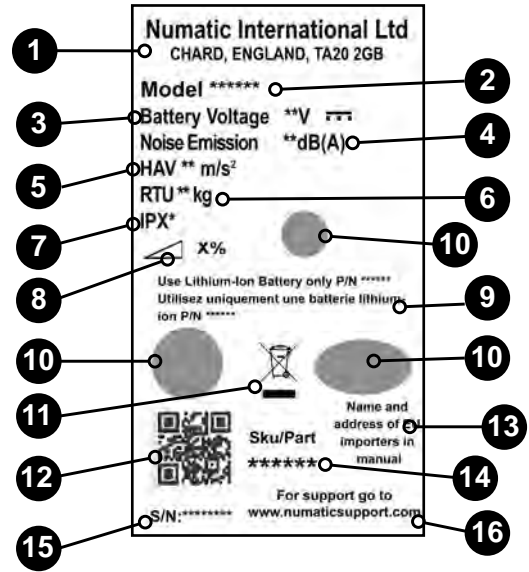 Numatic International Ltd
1
CHARD, ENGLAND, TA20 2GB
Model ******
2
3
Battery Voltage **V
Noise Emission **dB(A)
4
5
HAV ** m/s²
RTU ** kg
6
7
IPX*
10
8
X%
Use Lithium-Ion Battery only P/N ******
Utilisez uniquement une batterie lithium-
ion P/N ******
9
10
10
11
Name and
address of
importers in
manual
13
12
Sku/Part
******
14
15
S/N:********
For support go to
www.numaticsupport.com
16